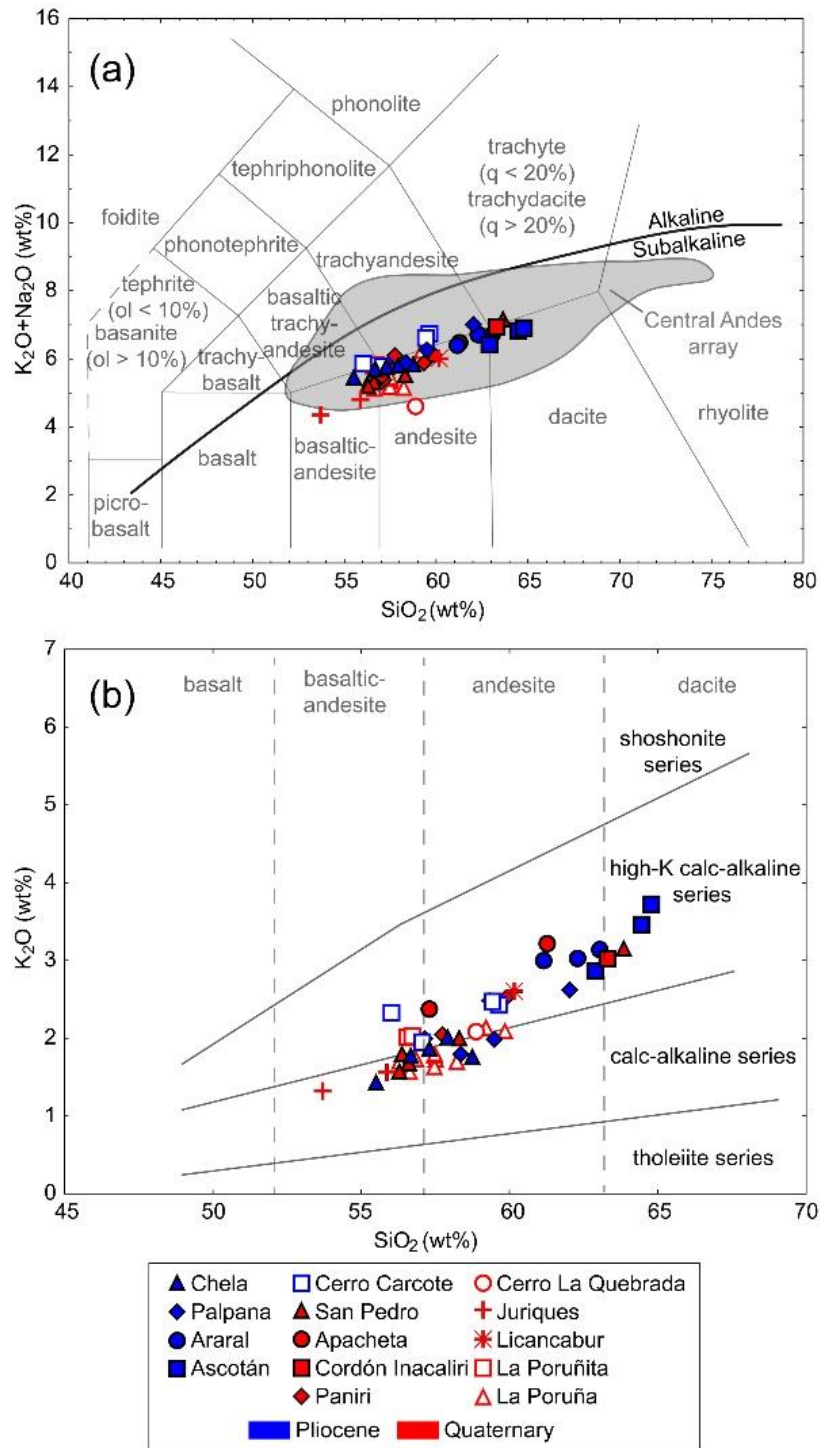 (a)
16
14
12
10
8
6
4
2
0
K₂O+Na₂O (wt%)
phonolite
tephriphonolite
trachyte
(q < 20%)
trachydacite
(q > 20%)
foidite
phonotephrite
Alkaline
Subalkaline
trachyandesite
tephrite
(ol < 10%)
basanite
(ol > 10%)
basaltic
trachy-
andesite
trachy-
basalt
Central Andes
array
basalt
basaltic-
andesite
andesite
dacite
rhyolite
picro-
basalt
40 45 50 55 60 65 70 75 80
SiO₂ (wt%)
(b)
7
6
5
4
3
2
1
0
K₂O (wt%)
basalt
basaltic-
andesite
andesite
dacite
shoshonite
series
high-K calc-alkaline
series
calc-alkaline series
tholeiite series
45 50 55 60 65 70
SiO₂ (wt%)
Chela Cerro Carcote Cerro La Quebrada
Palpana San Pedro Juriques
Araral Apacheta Licancabur
Ascotán Cordón Inacaliri La Poruñita
Paniri La Poruña
Pliocene Quaternary